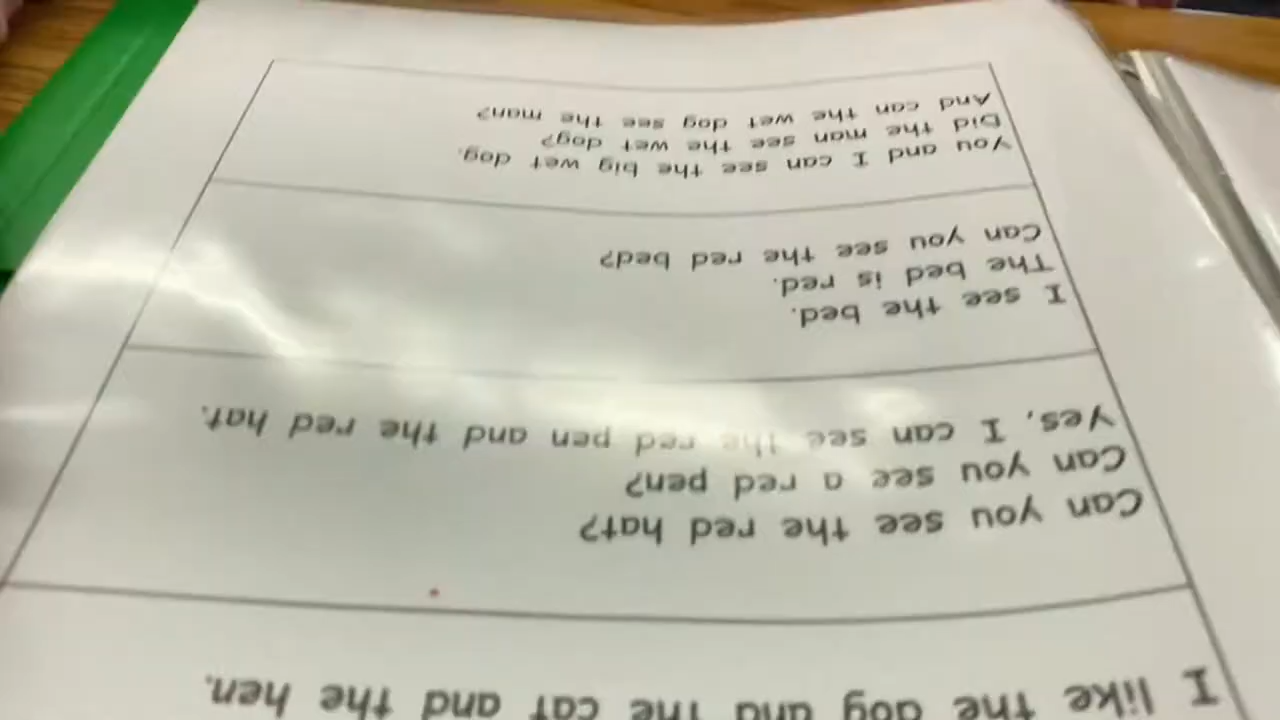 I like the dog and the cat and the hen.
Can you see the red hat?
Can you see a red pen?
Yes, I can see the red pen and the red hat.
I see the bed.
The bed is red.
Can you see the red bed?
You and I can see the big wet dog.
Did the man see the wet dog?
And can the wet dog see the man?